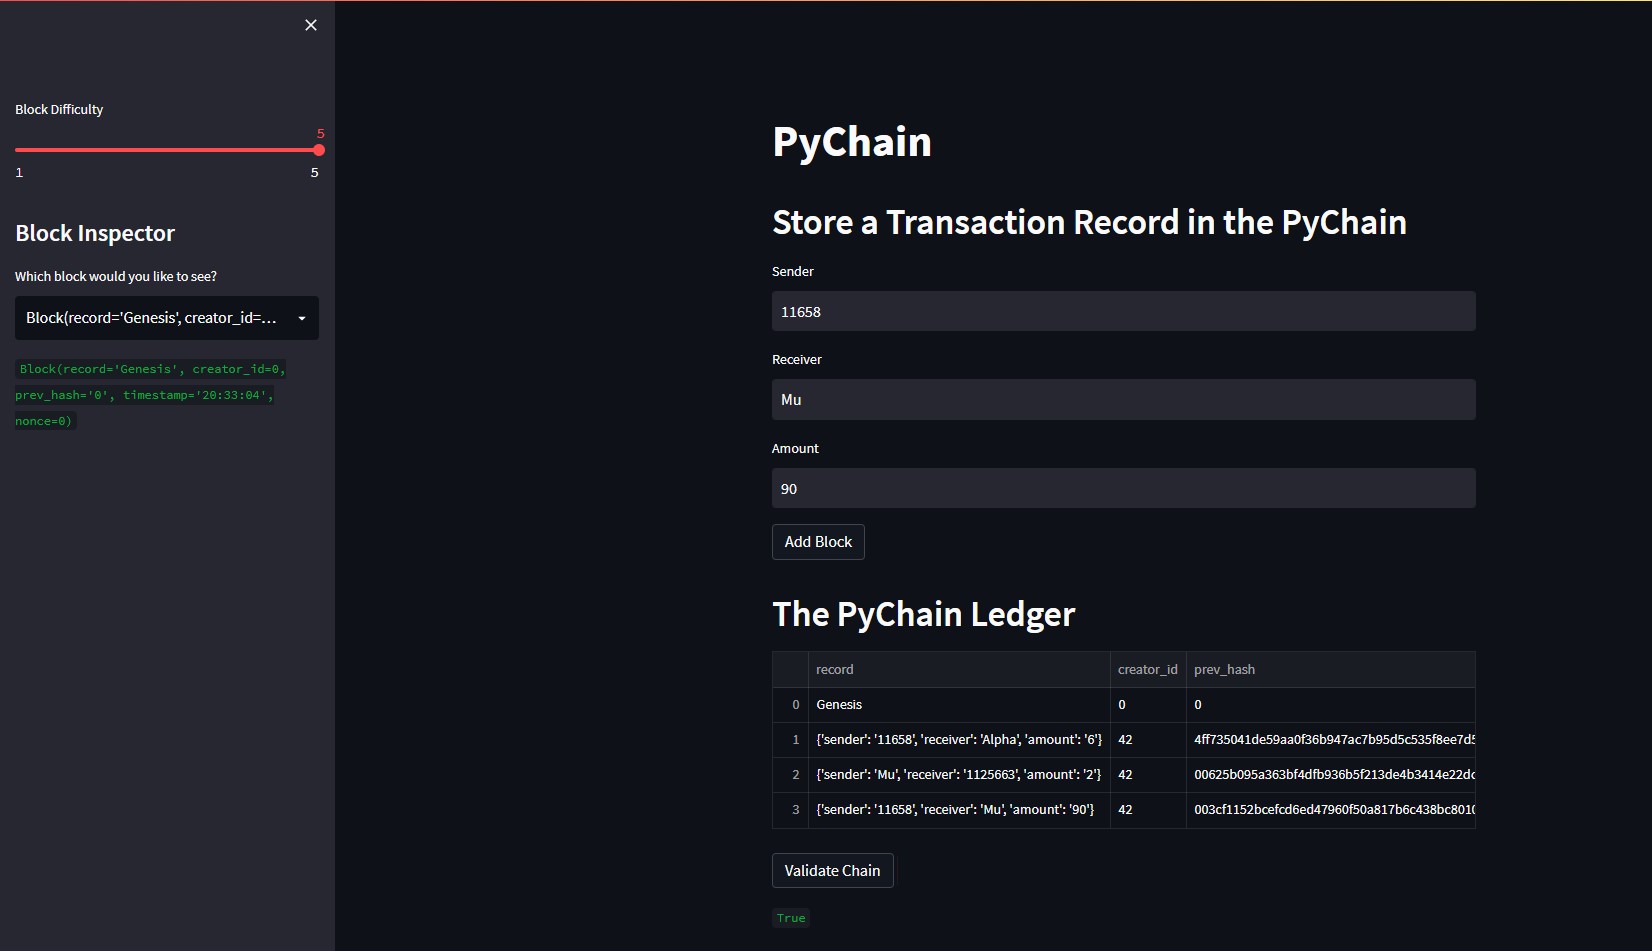 Block Difficulty
5
1 5
Block Inspector
Which block would you like to see?
Block(record='Genesis', creator_id=...
Block(record='Genesis', creator_id=0,
prev_hash='0', timestamp='20:33:04',
nonce=0)
PyChain
Store a Transaction Record in the PyChain
Sender
11658
Receiver
Mu
Amount
90
Add Block
The PyChain Ledger
record creator_id prev_hash
0 Genesis 0 0
1 {'sender': '11658', 'receiver': 'Alpha', 'amount': '6'} 42 4ff735041de59aa0f36b947ac7b95d5c535f8ee7d5
2 {'sender': 'Mu', 'receiver': '1125663', 'amount': '2'} 42 00625b095a363bf4dfb936b5f213de4b3414e22dc
3 {'sender': '11658', 'receiver': 'Mu', 'amount': '90'} 42 003cf1152bcefcd6ed47960f50a817b6c438bc8010
Validate Chain
True